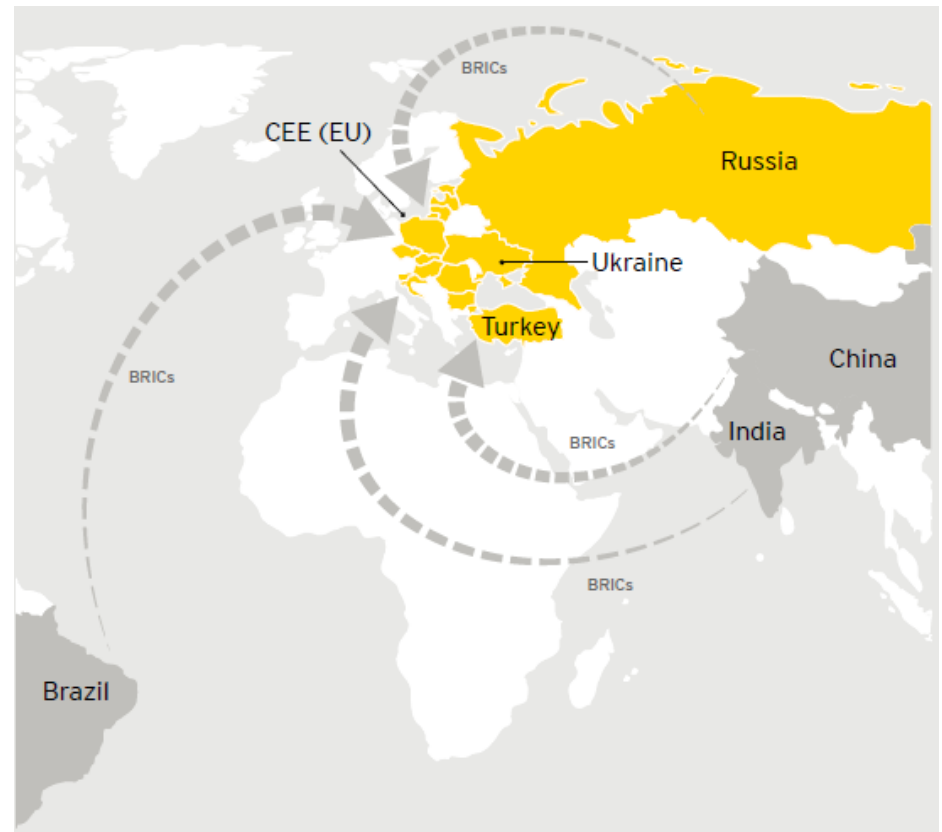 BRICs
CEE (EU)
Russia
Ukraine
Turkey
China
BRICs
India
BRICs
BRICs
Brazil